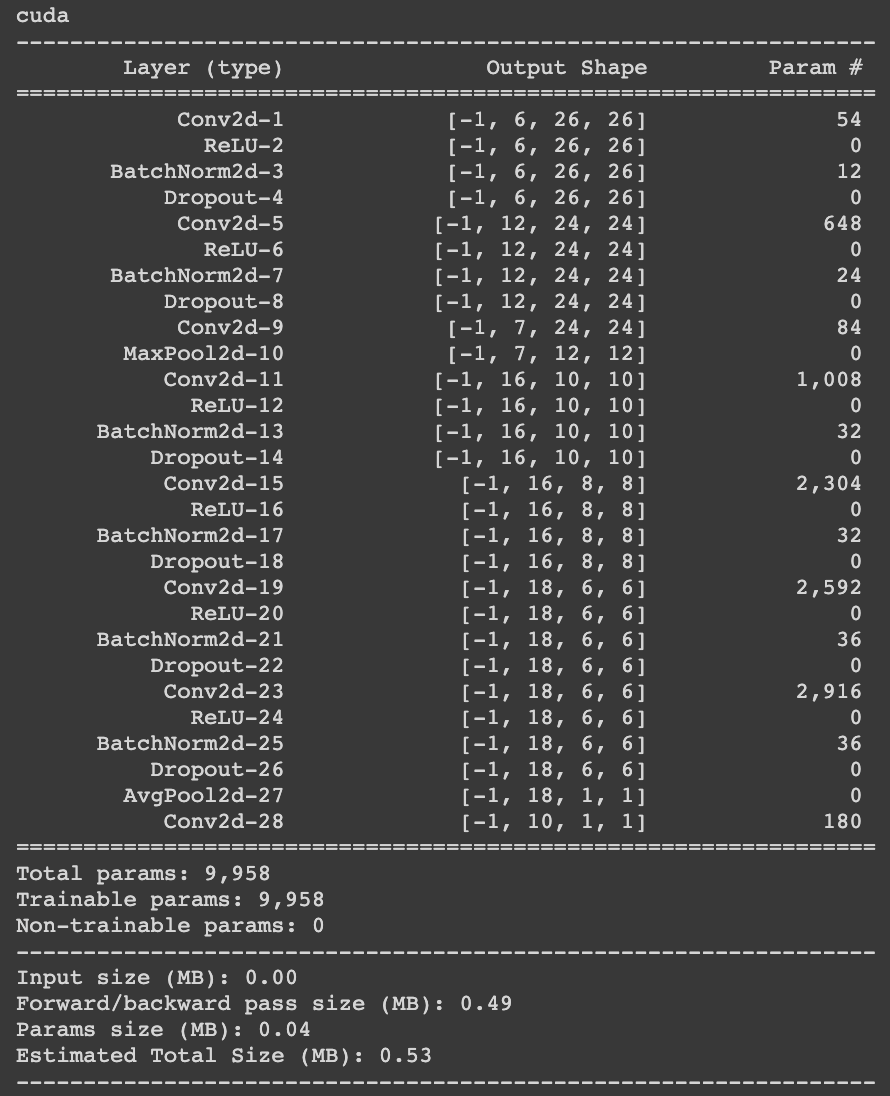 cuda
----------------------------------------------------------------
Layer (type) Output Shape Param #
================================================================
Conv2d-1 [-1, 6, 26, 26] 54
ReLU-2 [-1, 6, 26, 26] 0
BatchNorm2d-3 [-1, 6, 26, 26] 12
Dropout-4 [-1, 6, 26, 26] 0
Conv2d-5 [-1, 12, 24, 24] 648
ReLU-6 [-1, 12, 24, 24] 0
BatchNorm2d-7 [-1, 12, 24, 24] 24
Dropout-8 [-1, 12, 24, 24] 0
Conv2d-9 [-1, 7, 24, 24] 84
MaxPool2d-10 [-1, 7, 12, 12] 0
Conv2d-11 [-1, 16, 10, 10] 1,008
ReLU-12 [-1, 16, 10, 10] 0
BatchNorm2d-13 [-1, 16, 10, 10] 32
Dropout-14 [-1, 16, 10, 10] 0
Conv2d-15 [-1, 16, 8, 8] 2,304
ReLU-16 [-1, 16, 8, 8] 0
BatchNorm2d-17 [-1, 16, 8, 8] 32
Dropout-18 [-1, 16, 8, 8] 0
Conv2d-19 [-1, 18, 6, 6] 2,592
ReLU-20 [-1, 18, 6, 6] 0
BatchNorm2d-21 [-1, 18, 6, 6] 36
Dropout-22 [-1, 18, 6, 6] 0
Conv2d-23 [-1, 18, 6, 6] 2,916
ReLU-24 [-1, 18, 6, 6] 0
BatchNorm2d-25 [-1, 18, 6, 6] 36
Dropout-26 [-1, 18, 6, 6] 0
AvgPool2d-27 [-1, 18, 1, 1] 0
Conv2d-28 [-1, 10, 1, 1] 180
================================================================
Total params: 9,958
Trainable params: 9,958
Non-trainable params: 0
----------------------------------------------------------------
Input size (MB): 0.00
Forward/backward pass size (MB): 0.49
Params size (MB): 0.04
Estimated Total Size (MB): 0.53
----------------------------------------------------------------